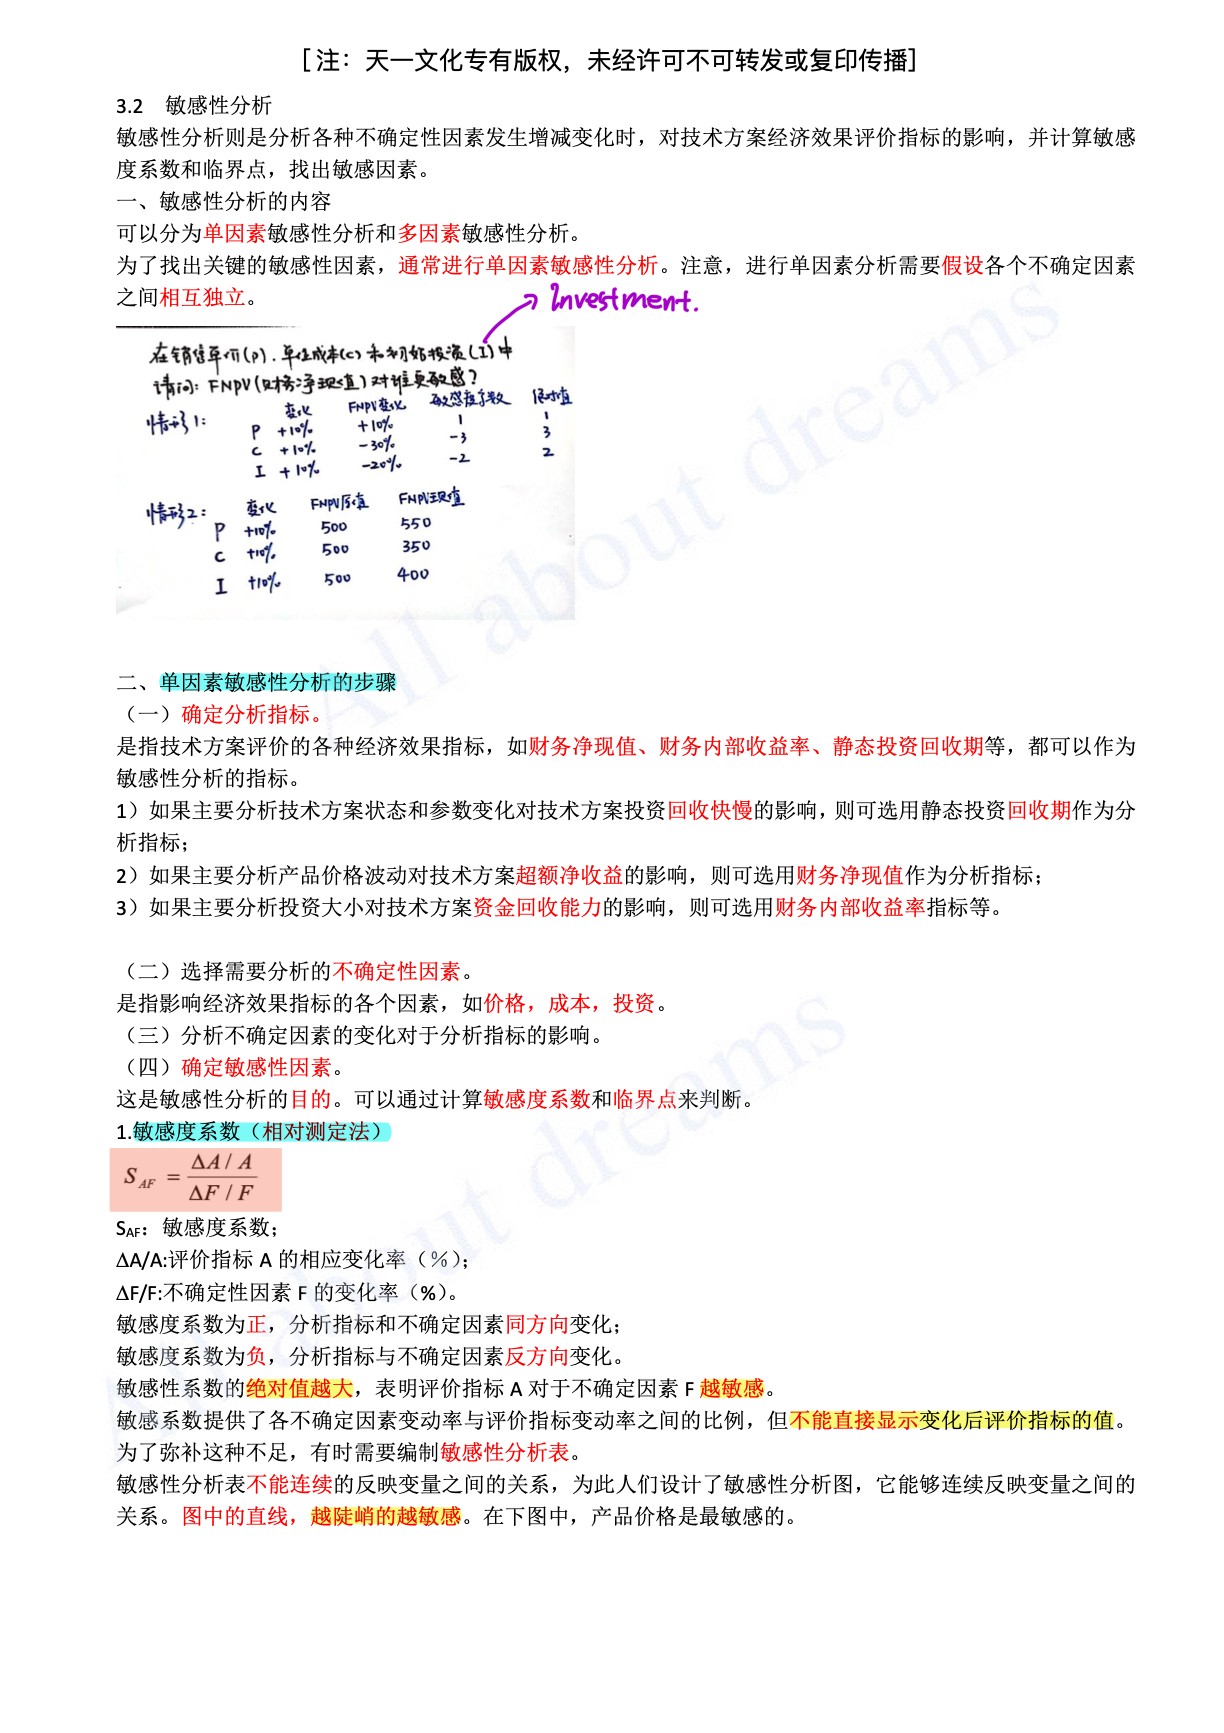 [ 注：天一文化专有版权，未经许可不可转发或复印传播]
3.2　敏感性分析
敏感性分析则是分析各种不确定性因素发生增减变化时，对技术方案经济效果评价指标的影响，并计算敏感
度系数和临界点，找出敏感因素。
一、敏感性分析的内容
可以分为单因素敏感性分析和多因素敏感性分析。
为了找出关键的敏感性因素，通常进行单因素敏感性分析。注意，进行单因素分析需要假设各个不确定因素
之间相互独立。
Investment.
在销售单价(P)、单位成本(C)和初始投资(I)中
请问：FNPV(财务净现值)对谁更敏感？
情形1： 变化 FNPV变化 敏感度系数 绝对值
P +10% +10% 1 1
C +10% -30% -3 3
I +10% -20% -2 2
情形2： 变化 FNPV原值 FNPV现值
P +10% 500 550
C +10% 500 350
I +10% 500 400
二、单因素敏感性分析的步骤
（一）确定分析指标。
是指技术方案评价的各种经济效果指标，如财务净现值、财务内部收益率、静态投资回收期等，都可以作为
敏感性分析的指标。
1）如果主要分析技术方案状态和参数变化对技术方案投资回收快慢的影响，则可选用静态投资回收期作为分
析指标；
2）如果主要分析产品价格波动对技术方案超额净收益的影响，则可选用财务净现值作为分析指标；
3）如果主要分析投资大小对技术方案资金回收能力的影响，则可选用财务内部收益率指标等。
（二）选择需要分析的不确定性因素。
是指影响经济效果指标的各个因素，如价格，成本，投资。
（三）分析不确定因素的变化对于分析指标的影响。
（四）确定敏感性因素。
这是敏感性分析的目的。可以通过计算敏感度系数和临界点来判断。
1.敏感度系数（相对测定法）
S_AF = (ΔA / A) / (ΔF / F)
S_AF：敏感度系数；
ΔA/A:评价指标 A 的相应变化率（％）；
ΔF/F:不确定性因素 F 的变化率（%）。
敏感度系数为正，分析指标和不确定因素同方向变化；
敏感度系数为负，分析指标与不确定因素反方向变化。
敏感性系数的绝对值越大，表明评价指标 A 对于不确定因素 F 越敏感。
敏感系数提供了各不确定因素变动率与评价指标变动率之间的比例，但不能直接显示变化后评价指标的值。
为了弥补这种不足，有时需要编制敏感性分析表。
敏感性分析表不能连续的反映变量之间的关系，为此人们设计了敏感性分析图，它能够连续反映变量之间的
关系。图中的直线，越陡峭的越敏感。在下图中，产品价格是最敏感的。
All about dreams
All about dreams